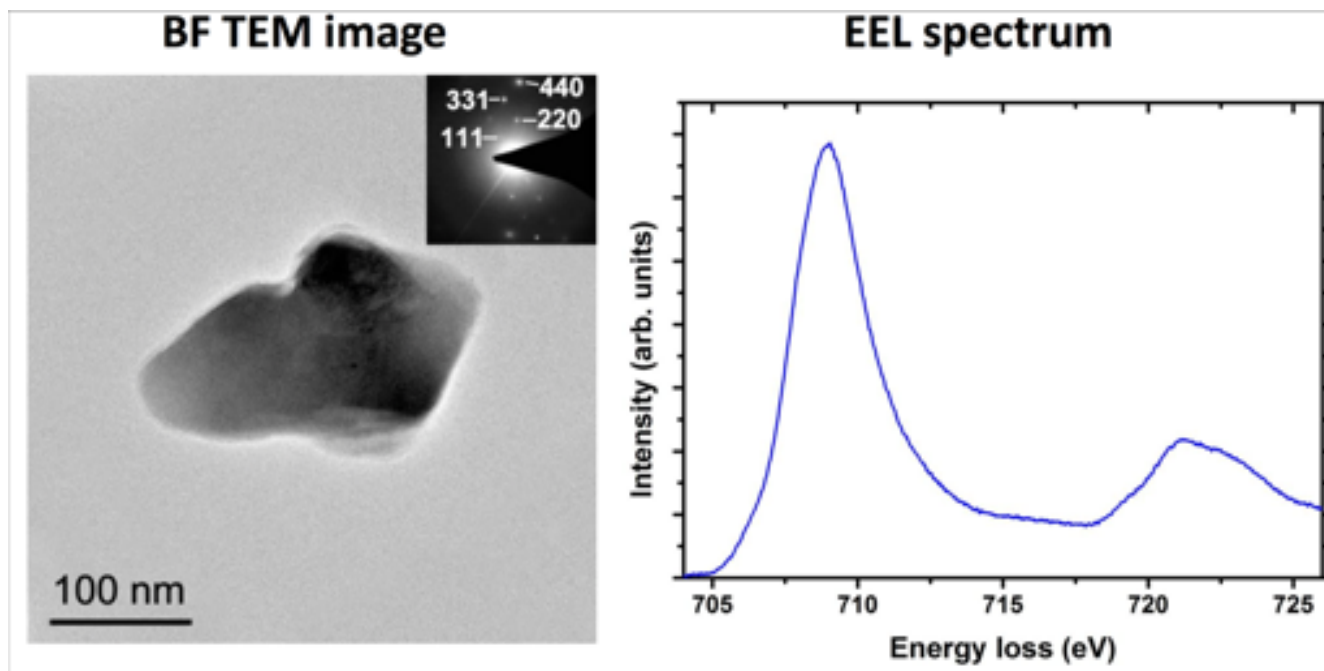 BF TEM image
EEL spectrum
440
331
220
111
100 nm
Intensity (arb. units)
705 710 715 720 725
Energy loss (eV)